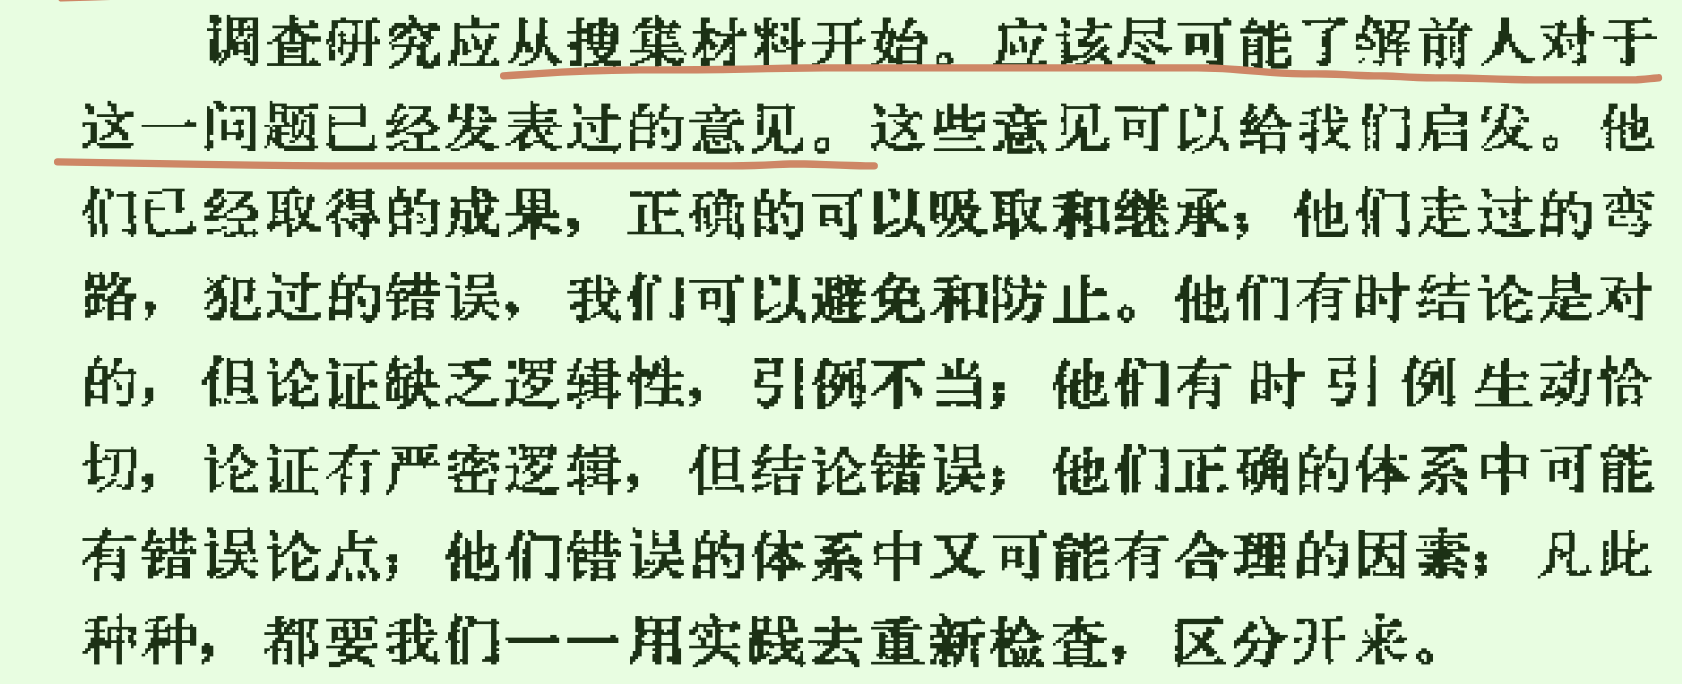 调查研究应从搜集材料开始。应该尽可能了解前人对于
这一问题已经发表过的意见。这些意见可以给我们启发。他
们已经取得的成果，正确的可以吸取和继承；他们走过的弯
路，犯过的错误，我们可以避免和防止。他们有时结论是对
的，但论证缺乏逻辑性，引例不当；他们有时引例生动恰
切，论证有严密逻辑，但结论错误；他们正确的体系中可能
有错误论点；他们错误的体系中又可能有合理的因素；凡此
种种，都要我们一一用实践去重新检查，区分开来。